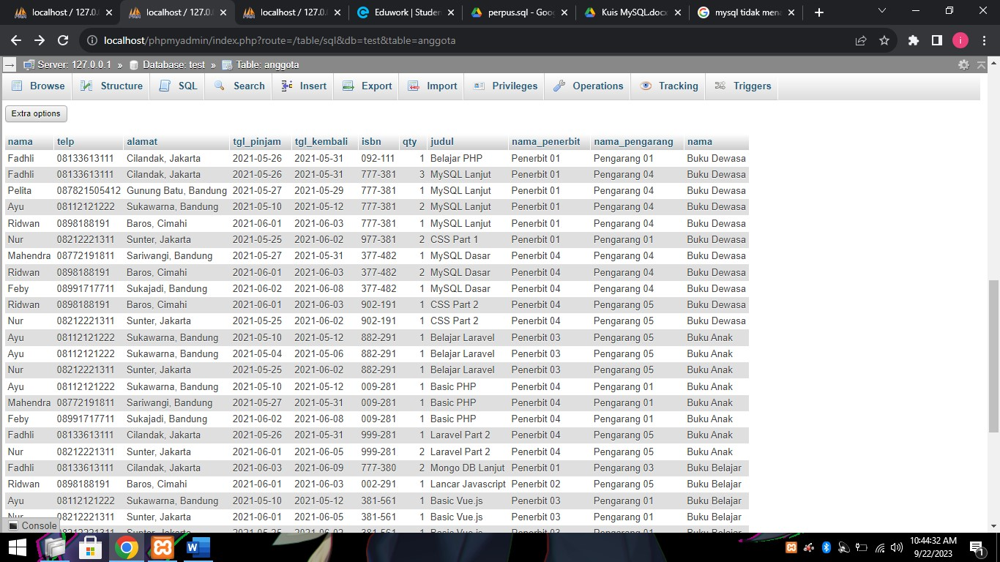 localhost / 127.0. localhost / 127.0. localhost / 127.0. Eduwork | Studen perpus.sql - Goo Kuis MySQL.docx mysql tidak mena
localhost/phpmyadmin/index.php?route=/table/sql&db=test&table=anggota i
Server: 127.0.0.1 » Database: test » Table: anggota
Browse Structure SQL Search Insert Export Import Privileges Operations Tracking Triggers
Extra options
nama telp alamat tgl_pinjam tgl_kembali isbn qty judul nama_penerbit nama_pengarang nama
Fadhli 08133613111 Cilandak, Jakarta 2021-05-26 2021-05-31 092-111 1 Belajar PHP Penerbit 01 Pengarang 01 Buku Dewasa
Fadhli 08133613111 Cilandak, Jakarta 2021-05-26 2021-05-31 777-381 3 MySQL Lanjut Penerbit 01 Pengarang 04 Buku Dewasa
Pelita 087821505412 Gunung Batu, Bandung 2021-05-27 2021-05-29 777-381 1 MySQL Lanjut Penerbit 01 Pengarang 04 Buku Dewasa
Ayu 08112121222 Sukawarna, Bandung 2021-05-10 2021-05-12 777-381 2 MySQL Lanjut Penerbit 01 Pengarang 04 Buku Dewasa
Ridwan 0898188191 Baros, Cimahi 2021-06-01 2021-06-03 777-381 1 MySQL Lanjut Penerbit 01 Pengarang 04 Buku Dewasa
Nur 08212221311 Sunter, Jakarta 2021-05-25 2021-06-02 977-381 2 CSS Part 1 Penerbit 01 Pengarang 01 Buku Dewasa
Mahendra 08772191811 Sariwangi, Bandung 2021-05-27 2021-05-31 377-482 1 MySQL Dasar Penerbit 04 Pengarang 04 Buku Dewasa
Ridwan 0898188191 Baros, Cimahi 2021-06-01 2021-06-03 377-482 2 MySQL Dasar Penerbit 04 Pengarang 04 Buku Dewasa
Feby 08991717711 Sukajadi, Bandung 2021-06-02 2021-06-08 377-482 1 MySQL Dasar Penerbit 04 Pengarang 04 Buku Dewasa
Ridwan 0898188191 Baros, Cimahi 2021-06-01 2021-06-03 902-191 1 CSS Part 2 Penerbit 04 Pengarang 05 Buku Dewasa
Nur 08212221311 Sunter, Jakarta 2021-05-25 2021-06-02 902-191 1 CSS Part 2 Penerbit 04 Pengarang 05 Buku Dewasa
Ayu 08112121222 Sukawarna, Bandung 2021-05-10 2021-05-12 882-291 1 Belajar Laravel Penerbit 03 Pengarang 05 Buku Anak
Ayu 08112121222 Sukawarna, Bandung 2021-05-04 2021-05-06 882-291 1 Belajar Laravel Penerbit 03 Pengarang 05 Buku Anak
Nur 08212221311 Sunter, Jakarta 2021-05-25 2021-06-02 882-291 1 Belajar Laravel Penerbit 03 Pengarang 05 Buku Anak
Ayu 08112121222 Sukawarna, Bandung 2021-05-10 2021-05-12 009-281 1 Basic PHP Penerbit 04 Pengarang 01 Buku Anak
Mahendra 08772191811 Sariwangi, Bandung 2021-05-27 2021-05-31 009-281 1 Basic PHP Penerbit 04 Pengarang 01 Buku Anak
Feby 08991717711 Sukajadi, Bandung 2021-06-02 2021-06-08 009-281 1 Basic PHP Penerbit 04 Pengarang 01 Buku Anak
Fadhli 08133613111 Cilandak, Jakarta 2021-05-26 2021-05-31 999-281 1 Laravel Part 2 Penerbit 04 Pengarang 05 Buku Anak
Nur 08212221311 Sunter, Jakarta 2021-06-01 2021-06-05 999-281 2 Laravel Part 2 Penerbit 04 Pengarang 05 Buku Anak
Fadhli 08133613111 Cilandak, Jakarta 2021-06-03 2021-06-09 777-380 2 Mongo DB Lanjut Penerbit 01 Pengarang 03 Buku Belajar
Ridwan 0898188191 Baros, Cimahi 2021-06-01 2021-06-03 002-291 1 Lancar Javascript Penerbit 02 Pengarang 05 Buku Belajar
Ayu 08112121222 Sukawarna, Bandung 2021-05-10 2021-05-12 381-561 1 Basic Vue.js Penerbit 03 Pengarang 01 Buku Belajar
Nur 08212221311 Sunter, Jakarta 2021-06-01 2021-06-05 381-561 1 Basic Vue.js Penerbit 03 Pengarang 01 Buku Belajar
08212221311 Sunter, Jakarta 2021-05-25 2021-06-02 381-561 1 Basic Vue.js Penerbit 03 Pengarang 01 Buku Belajar
Console
10:44:32 AM
9/22/2023 1